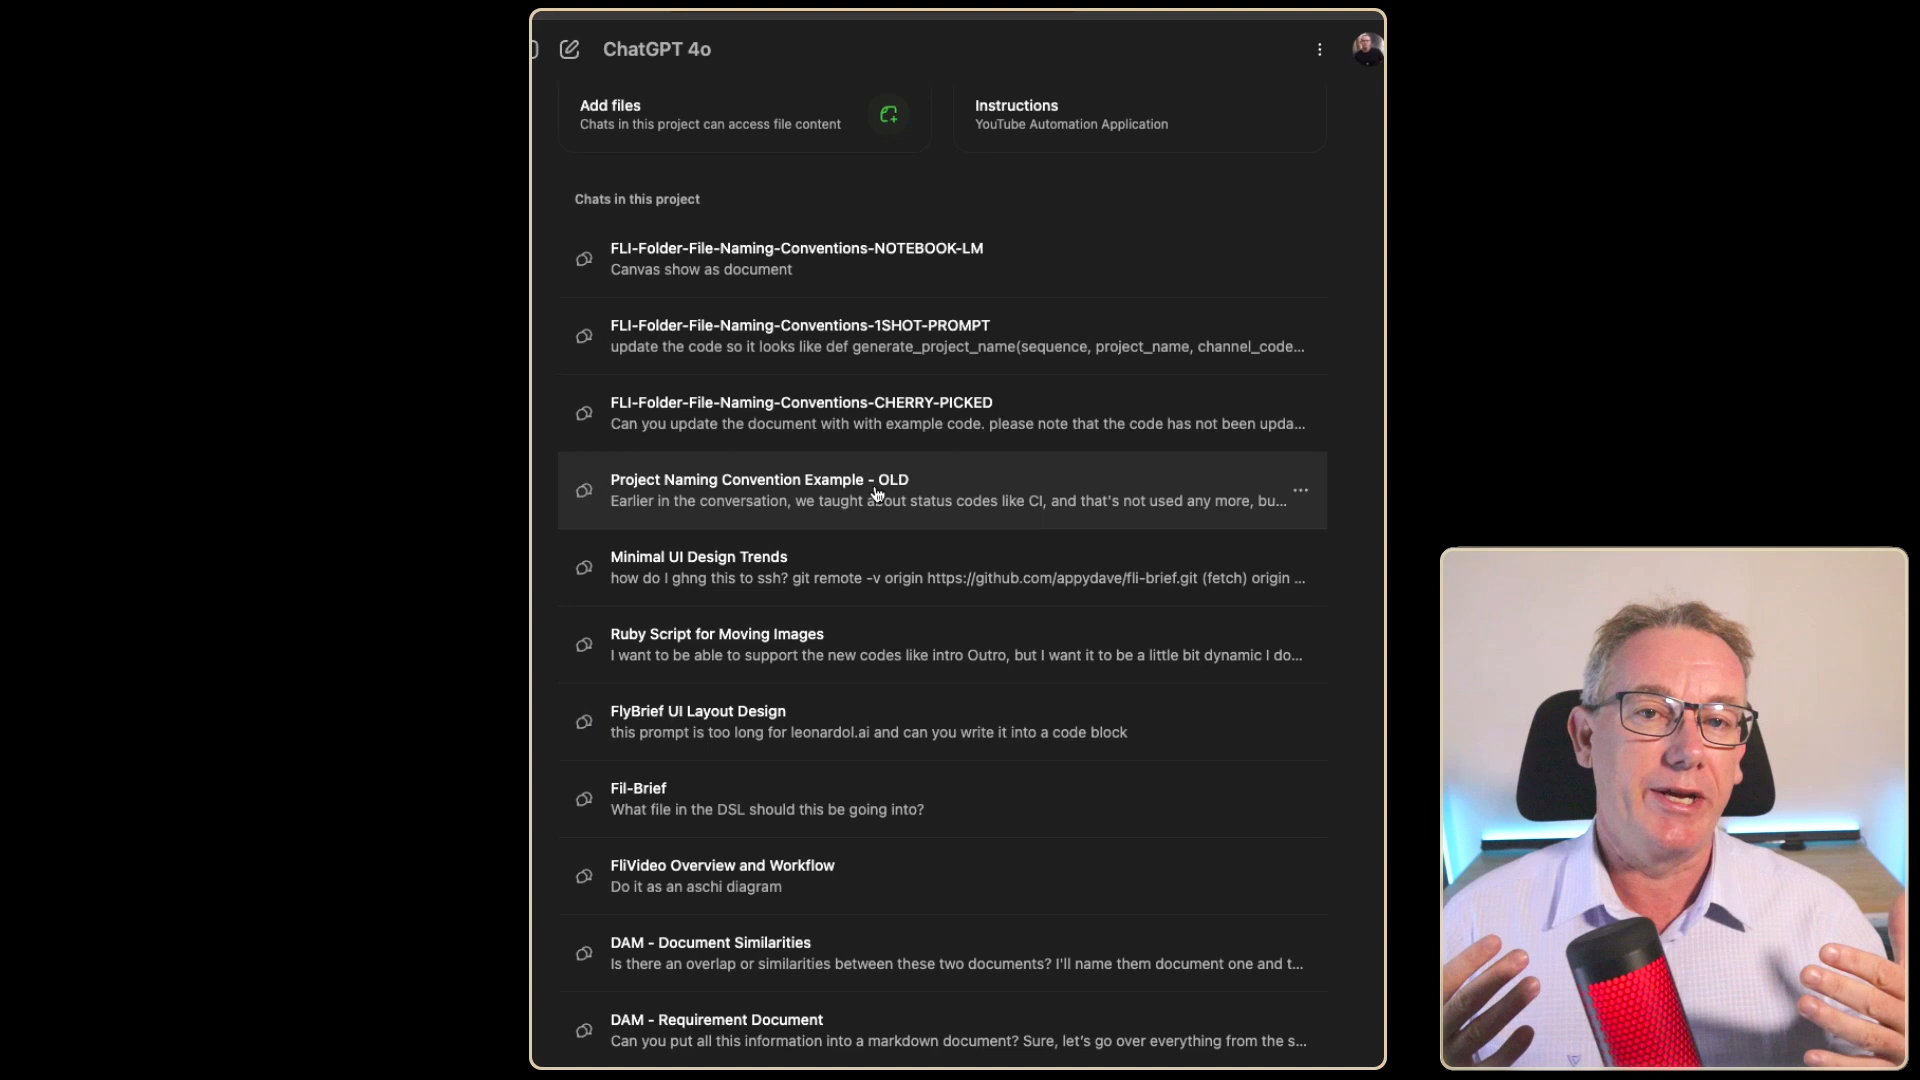 ChatGPT 4o
Add files
Chats in this project can access file content
Instructions
YouTube Automation Application
Chats in this project
FLI-Folder-File-Naming-Conventions-NOTEBOOK-LM
Canvas show as document
FLI-Folder-File-Naming-Conventions-1SHOT-PROMPT
update the code so it looks like def generate_project_name(sequence, project_name, channel_code...
FLI-Folder-File-Naming-Conventions-CHERRY-PICKED
Can you update the document with with example code. please note that the code has not been upda...
Project Naming Convention Example - OLD
Earlier in the conversation, we taught about status codes like CI, and that's not used any more, bu...
Minimal UI Design Trends
how do I ghng this to ssh? git remote -v origin https://github.com/appydave/fli-brief.git (fetch) origin ...
Ruby Script for Moving Images
I want to be able to support the new codes like intro Outro, but I want it to be a little bit dynamic I do...
FlyBrief UI Layout Design
this prompt is too long for leonardoI.ai and can you write it into a code block
Fil-Brief
What file in the DSL should this be going into?
FliVideo Overview and Workflow
Do it as an aschi diagram
DAM - Document Similarities
Is there an overlap or similarities between these two documents? I'll name them document one and t...
DAM - Requirement Document
Can you put all this information into a markdown document? Sure, let's go over everything from the s...